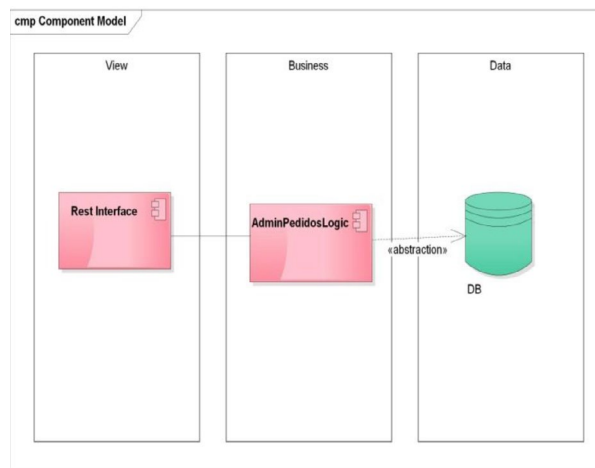 cmp Component Model
View
Business
Data
Rest Interface
AdminPedidosLogic
«abstraction»
DB